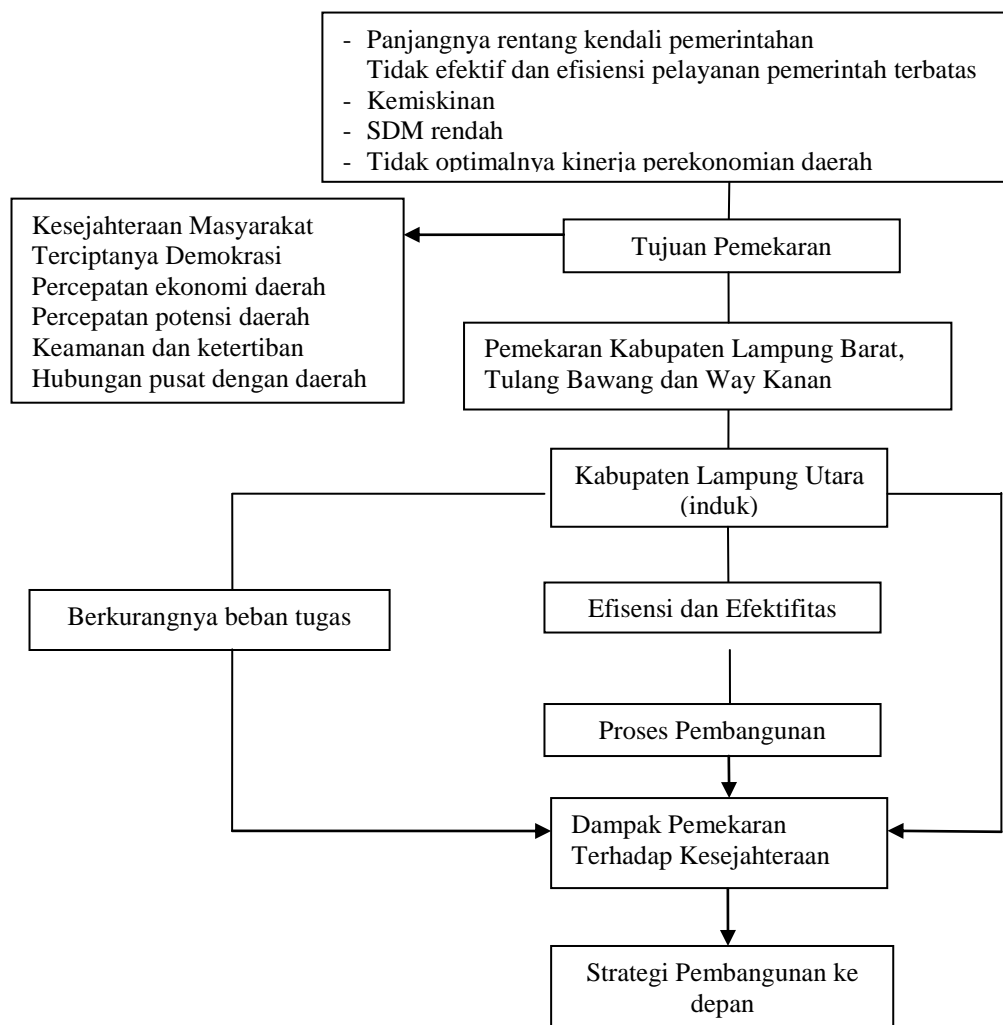 - Panjangnya rentang kendali pemerintahan
Tidak efektif dan efisiensi pelayanan pemerintah terbatas
- Kemiskinan
- SDM rendah
- Tidak optimalnya kinerja perekonomian daerah
Kesejahteraan Masyarakat
Terciptanya Demokrasi
Percepatan ekonomi daerah
Percepatan potensi daerah
Keamanan dan ketertiban
Hubungan pusat dengan daerah
Tujuan Pemekaran
Pemekaran Kabupaten Lampung Barat,
Tulang Bawang dan Way Kanan
Kabupaten Lampung Utara
(induk)
Berkurangnya beban tugas
Efisensi dan Efektifitas
Proses Pembangunan
Dampak Pemekaran
Terhadap Kesejahteraan
Strategi Pembangunan ke
depan